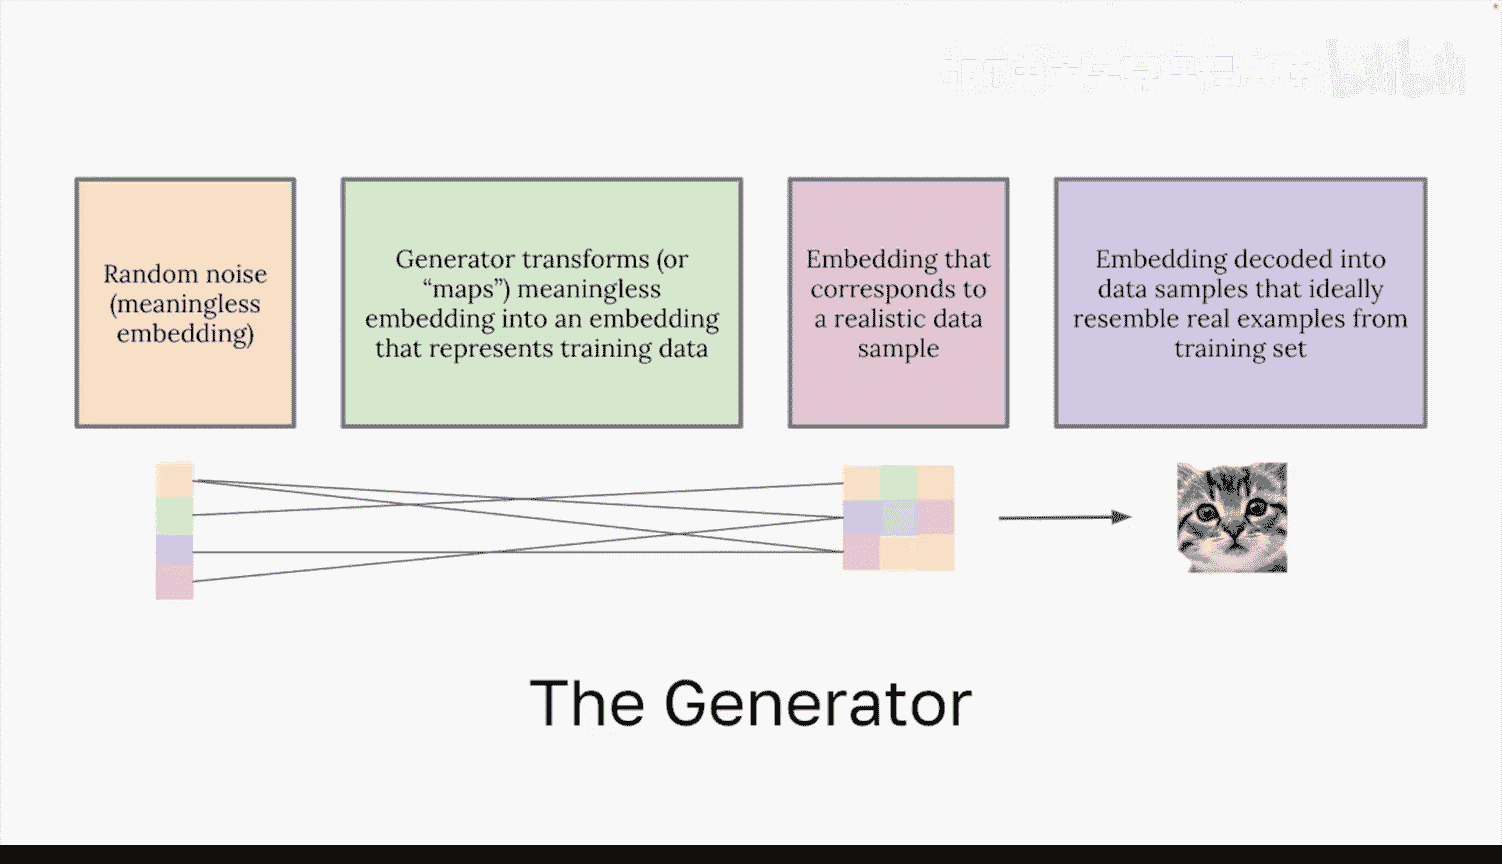 Random noise
(meaningless
embedding)
Generator transforms (or
“maps”) meaningless
embedding into an embedding
that represents training data
Embedding that
corresponds to
a realistic data
sample
Embedding decoded into
data samples that ideally
resemble real examples from
training set
The Generator